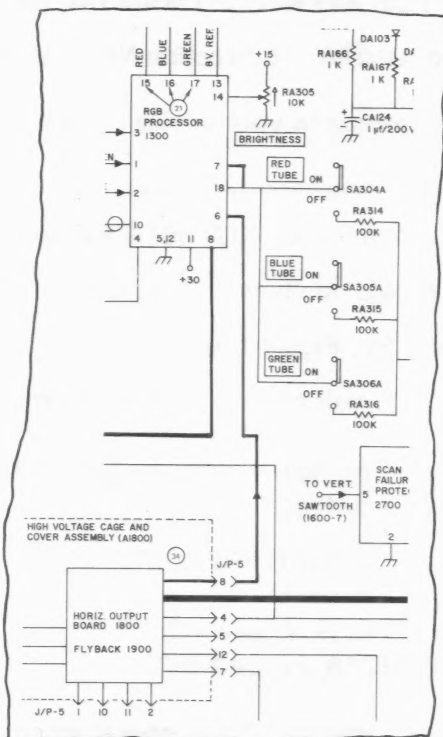 RED
BLUE
GREEN
B.V. REF.
15 16 17 13
21
RGB
PROCESSOR
1300
3
1
2
10
4 5,12 11 8
14
7
18
6
+30
+15
RA305
10K
BRIGHTNESS
DA103
RA166
1 K
RA167
1 K
CA124
1 µf/200V
+
–
RED
TUBE
ON
OFF
SA304A
RA314
100K
BLUE
TUBE
ON
OFF
SA305A
RA315
100K
GREEN
TUBE
ON
OFF
SA306A
RA316
100K
TO VERT.
SAWTOOTH
(1600-7)
5
SCAN
FAILUR
PROTE
2700
2
HIGH VOLTAGE CAGE AND
COVER ASSEMBLY (A1800)
34
J/P-5
8
4
5
12
7
HORIZ. OUTPUT
BOARD 1800
FLYBACK 1900
J/P-5 1 10 11 2